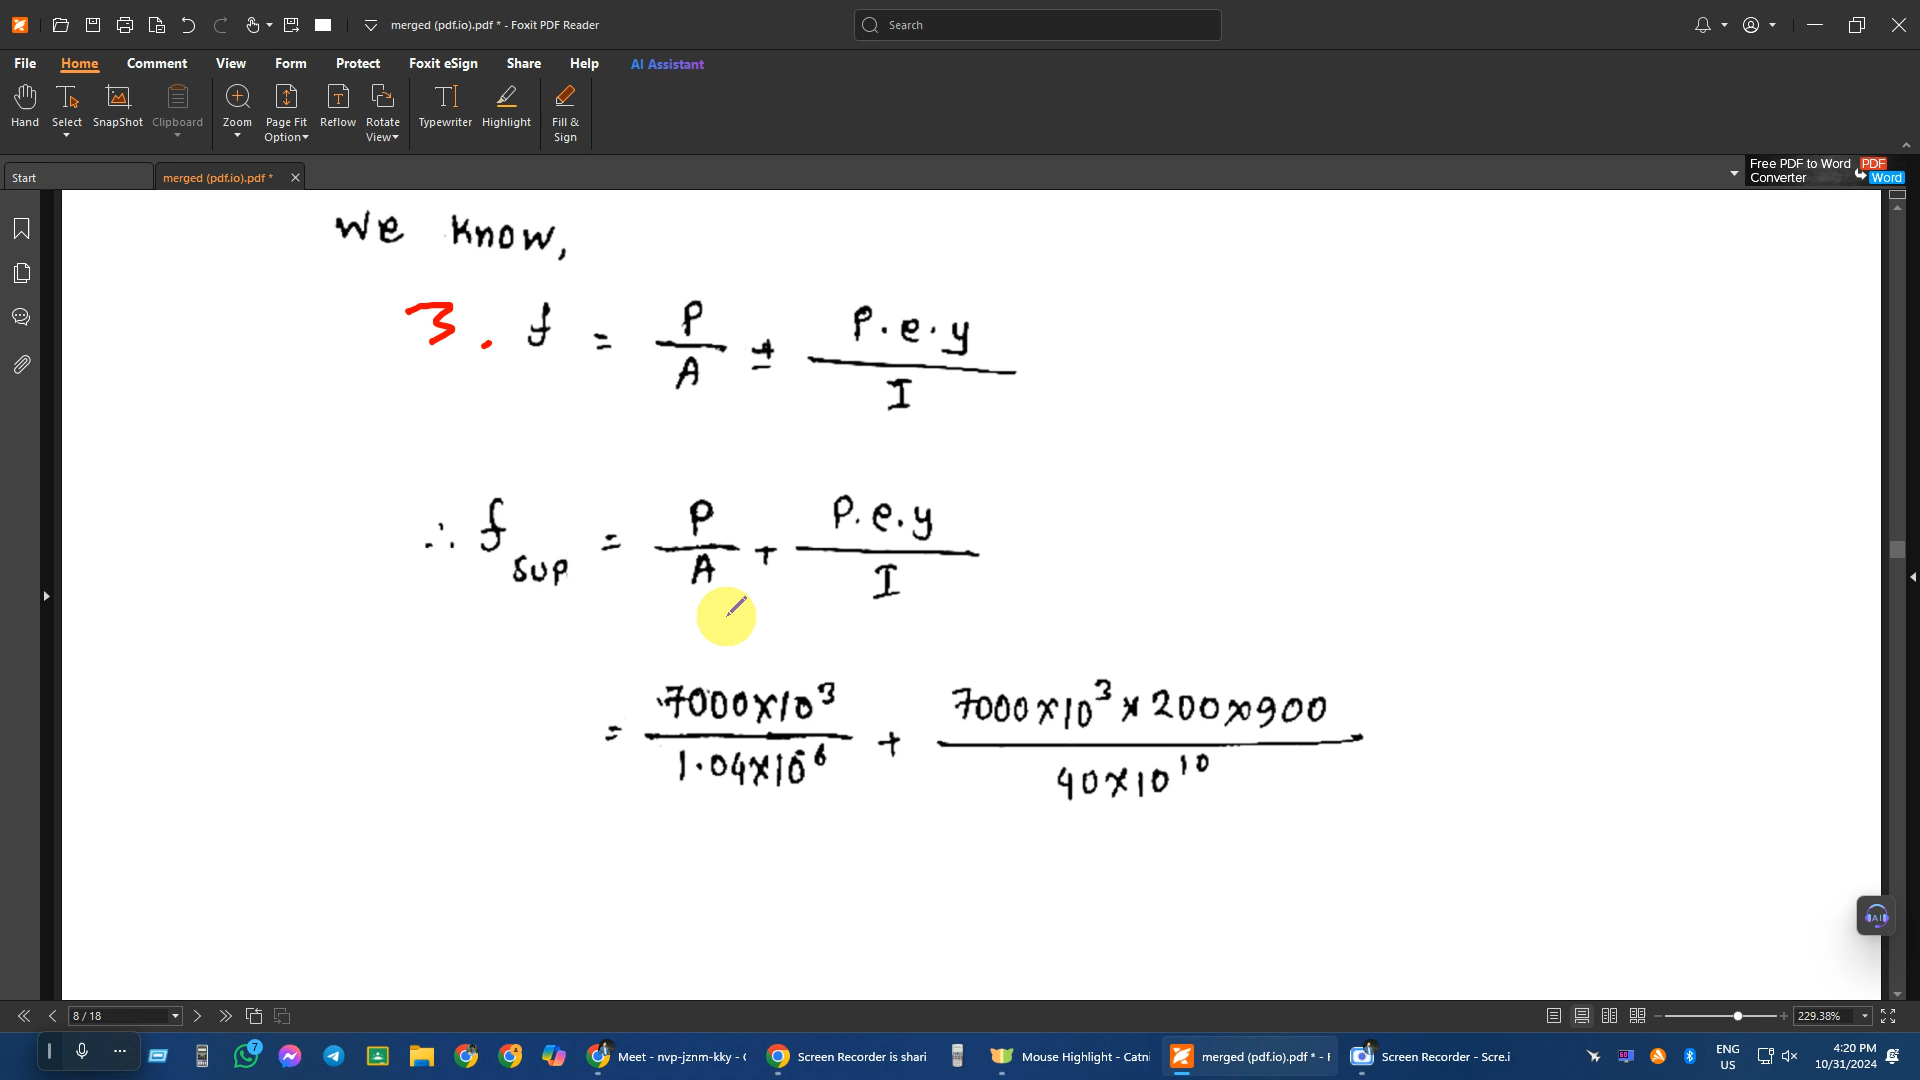 merged (pdf.io).pdf * - Foxit PDF Reader
Search
File Home Comment View Form Protect Foxit eSign Share Help AI Assistant
Hand Select SnapShot Clipboard Zoom Page Fit Option Reflow Rotate View Typewriter Highlight Fill & Sign
Start merged (pdf.io).pdf *
Free PDF to Word Converter PDF Word
We know,
3. f = P/A ± P.e.y/I
∴ f sup = P/A + P.e.y/I
= 7000×10³/1.04×10⁶ + 7000×10³×200×900/40×10¹⁰
AI
8 / 18 229.38%
7 Meet - nvp-jznm-kky - Screen Recorder is shari Mouse Highlight - Catni merged (pdf.io).pdf * - F Screen Recorder - Scre.i 60 ENG US 4:20 PM 10/31/2024